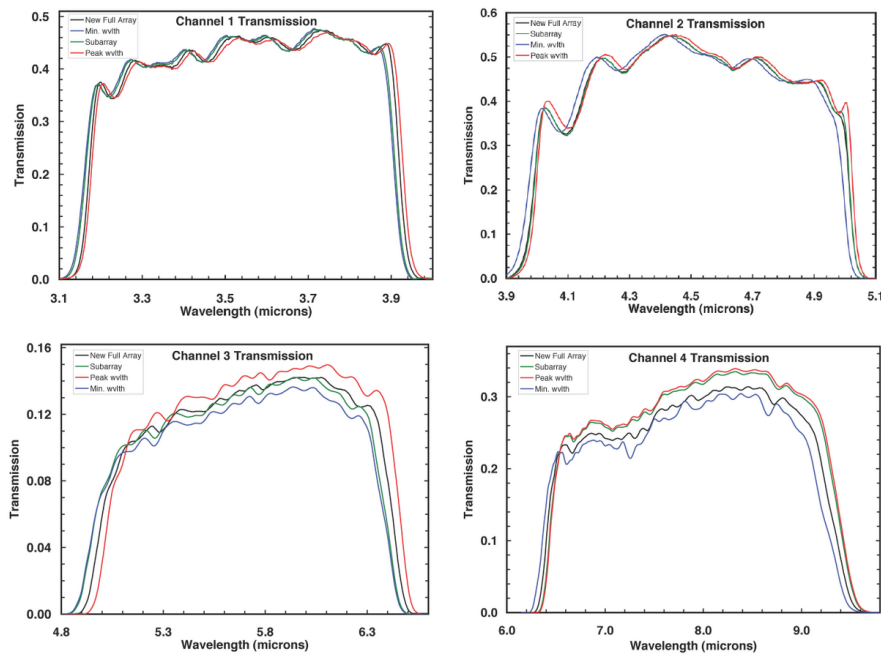 Channel 1 Transmission
New Full Array
Min. wvlth
Subarray
Peak wvlth
Transmission
0.5
0.4
0.3
0.2
0.1
0.0
3.1 3.3 3.5 3.7 3.9
Wavelength (microns)
Channel 2 Transmission
New Full Array
Subarray
Min. wvlth
Peak wvlth
Transmission
0.6
0.5
0.4
0.3
0.2
0.1
0.0
3.9 4.1 4.3 4.5 4.7 4.9 5.1
Wavelength (microns)
Channel 3 Transmission
New Full Array
Subarray
Peak wvlth
Min. wvlth
Transmission
0.16
0.12
0.08
0.04
0.00
4.8 5.3 5.8 6.3
Wavelength (microns)
Channel 4 Transmission
New Full Array
Subarray
Peak wvlth
Min. wvlth
Transmission
0.3
0.2
0.1
0.0
6.0 7.0 8.0 9.0
Wavelength (microns)